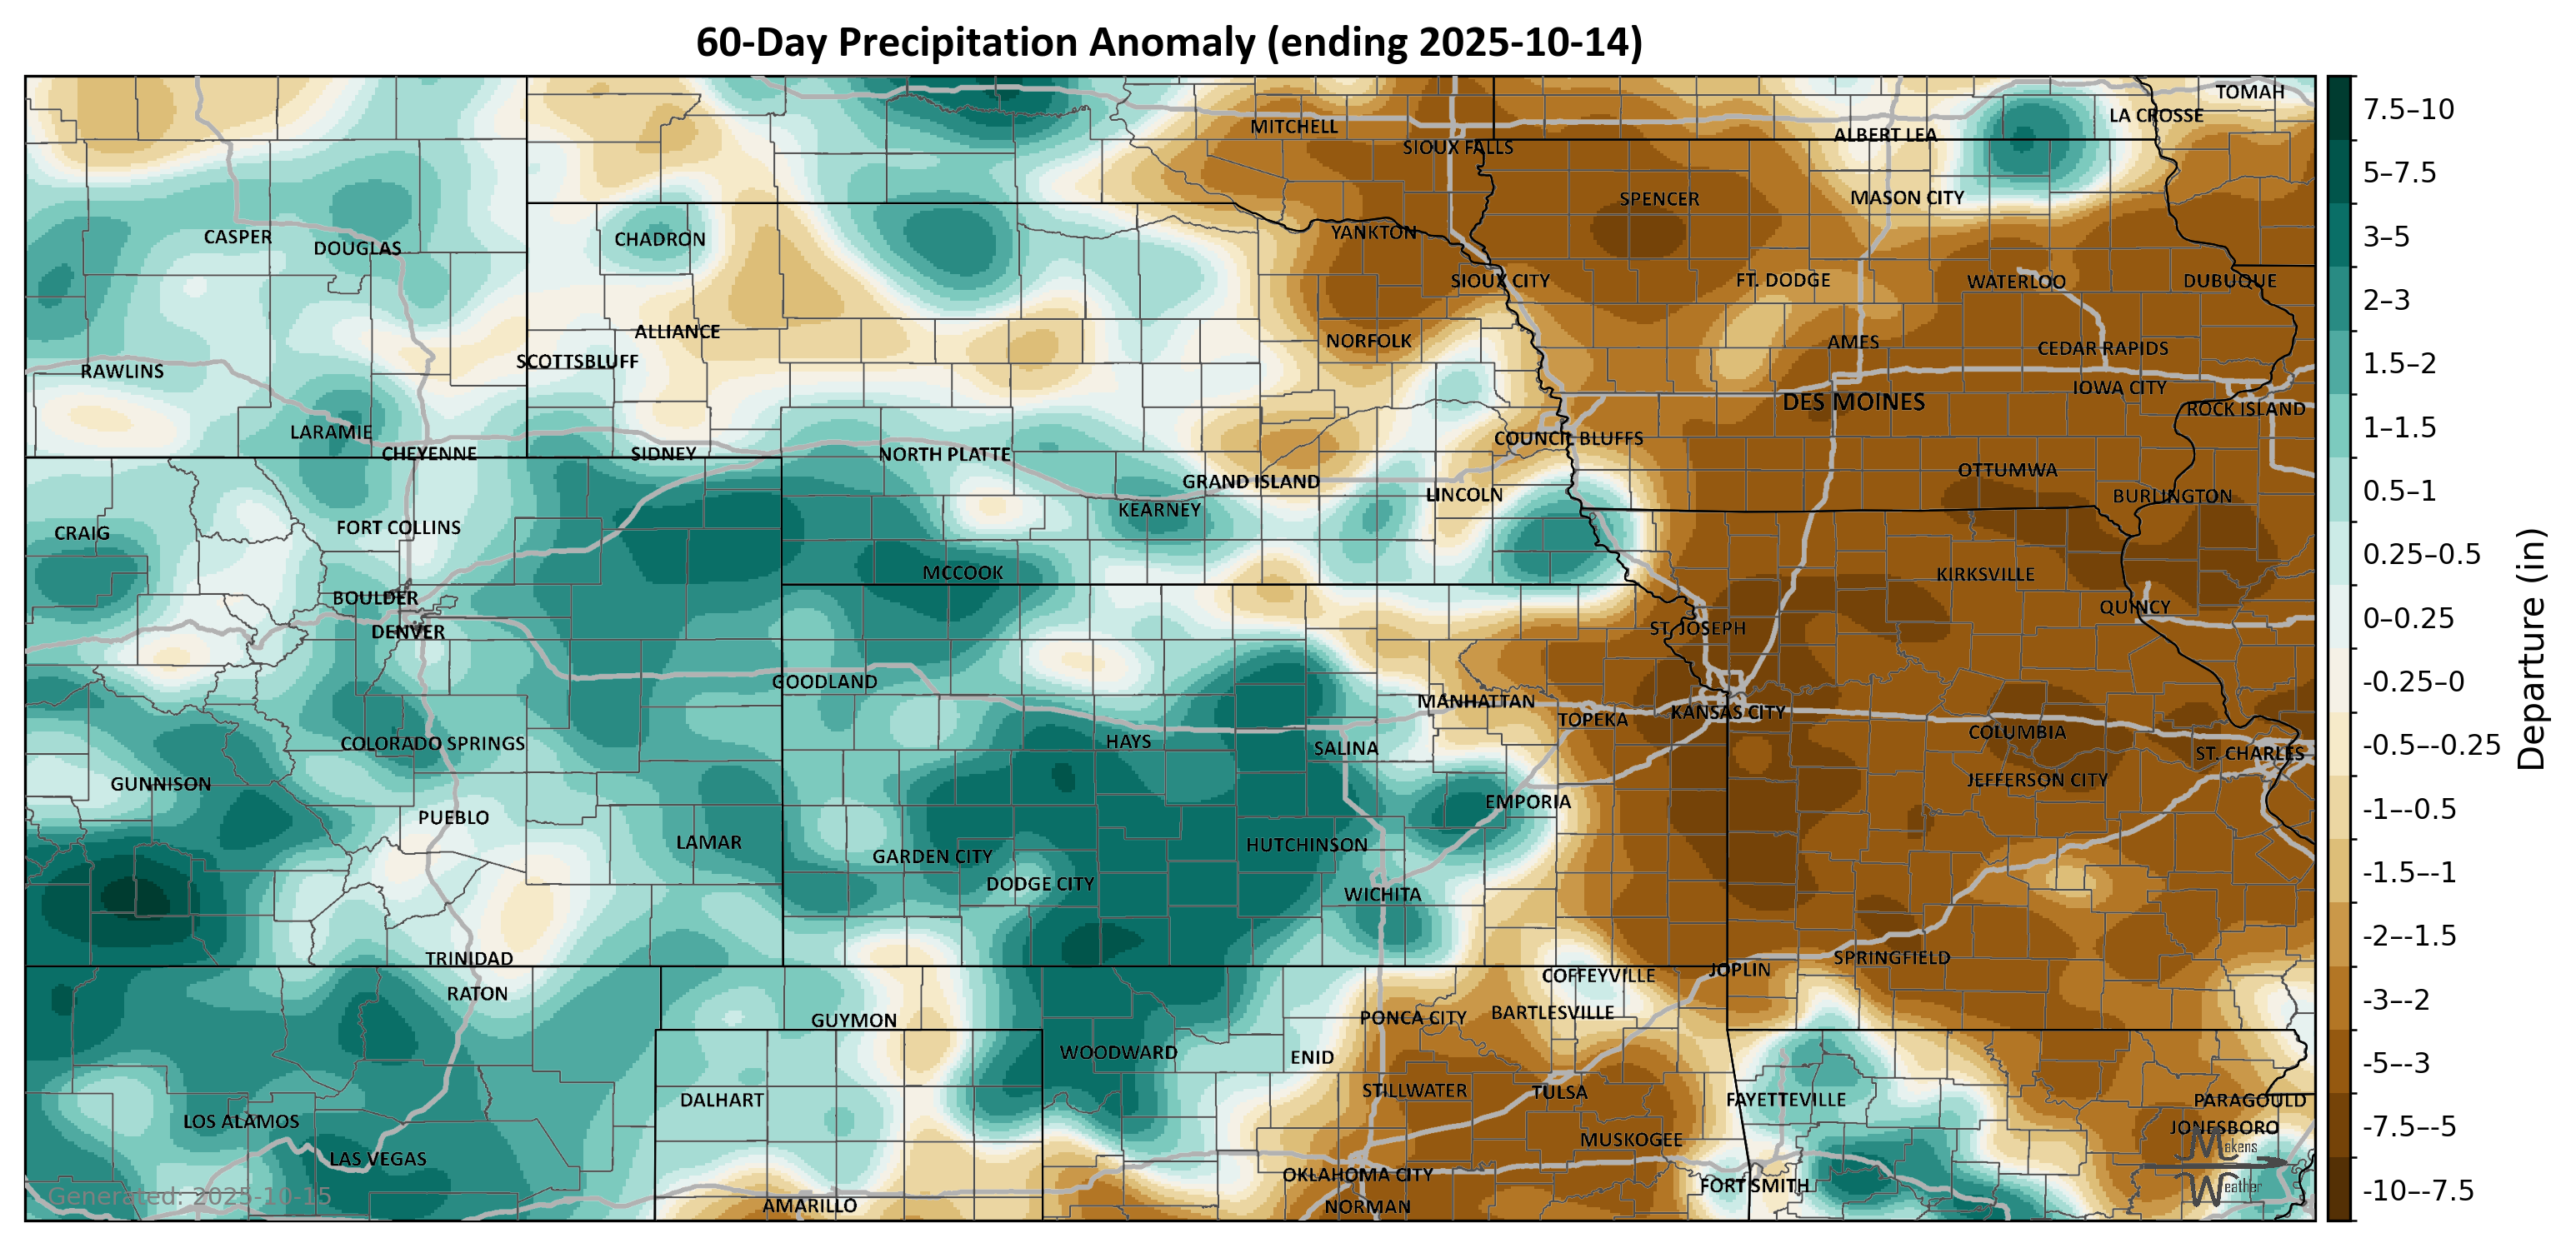 60-Day Precipitation Anomaly (ending 2025-10-14)
TOMAH
LA CROSSE
MITCHELL
ALBERT LEA
SIOUX FALLS
SPENCER
MASON CITY
YANKTON
CASPER
DOUGLAS
CHADRON
SIOUX CITY
FT. DODGE
WATERLOO
DUBUQUE
ALLIANCE
NORFOLK
AMES
CEDAR RAPIDS
SCOTTSBLUFF
RAWLINS
IOWA CITY
DES MOINES
ROCK ISLAND
LARAMIE
COUNCIL BLUFFS
CHEYENNE
SIDNEY
NORTH PLATTE
OTTUMWA
GRAND ISLAND
LINCOLN
BURLINGTON
KEARNEY
CRAIG
FORT COLLINS
MCCOOK
KIRKSVILLE
BOULDER
QUINCY
DENVER
ST. JOSEPH
GOODLAND
MANHATTAN
TOPEKA
KANSAS CITY
COLORADO SPRINGS
HAYS
SALINA
COLUMBIA
ST. CHARLES
GUNNISON
JEFFERSON CITY
PUEBLO
EMPORIA
LAMAR
HUTCHINSON
GARDEN CITY
DODGE CITY
WICHITA
TRINIDAD
SPRINGFIELD
JOPLIN
COFFEYVILLE
RATON
GUYMON
PONCA CITY
BARTLESVILLE
WOODWARD
ENID
STILLWATER
TULSA
DALHART
FAYETTEVILLE
PARAGOULD
LOS ALAMOS
JONESBORO
MUSKOGEE
LAS VEGAS
OKLAHOMA CITY
FORT SMITH
AMARILLO
NORMAN
Makens
Weather
Generated: 2025-10-15
7.5–10
5–7.5
3–5
2–3
1.5–2
1–1.5
0.5–1
0.25–0.5
0–0.25
-0.25–0
-0.5–-0.25
-1–-0.5
-1.5–-1
-2–-1.5
-3–-2
-5–-3
-7.5–-5
-10–-7.5
Departure (in)